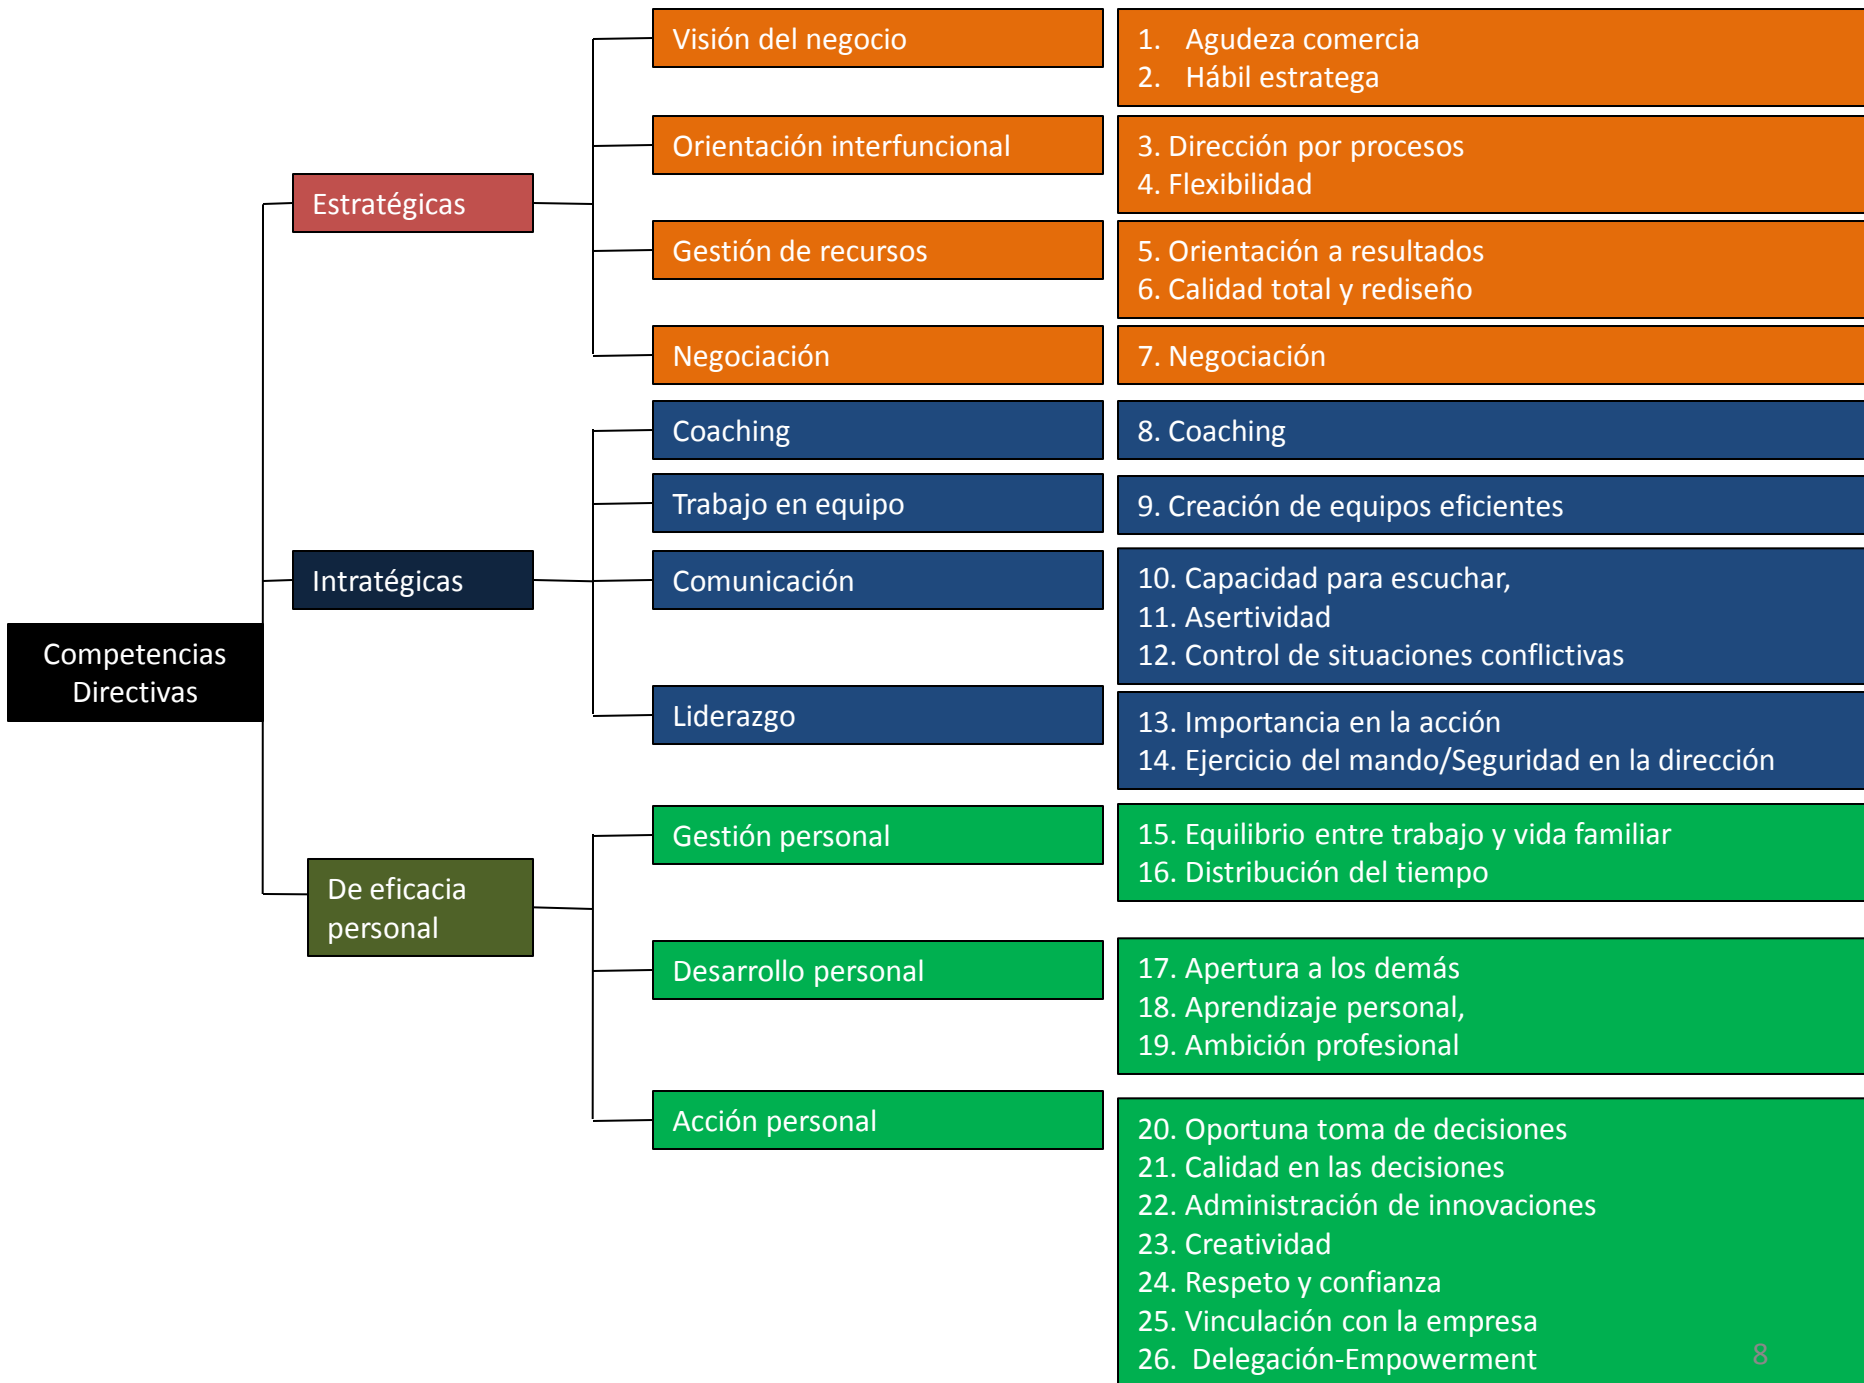 Competencias
Directivas
Estratégicas
Visión del negocio
1. Agudeza comercia
2. Hábil estratega
Orientación interfuncional
3. Dirección por procesos
4. Flexibilidad
Gestión de recursos
5. Orientación a resultados
6. Calidad total y rediseño
Negociación
7. Negociación
Intratégicas
Coaching
8. Coaching
Trabajo en equipo
9. Creación de equipos eficientes
Comunicación
10. Capacidad para escuchar,
11. Asertividad
12. Control de situaciones conflictivas
Liderazgo
13. Importancia en la acción
14. Ejercicio del mando/Seguridad en la dirección
De eficacia
personal
Gestión personal
15. Equilibrio entre trabajo y vida familiar
16. Distribución del tiempo
Desarrollo personal
17. Apertura a los demás
18. Aprendizaje personal,
19. Ambición profesional
Acción personal
20. Oportuna toma de decisiones
21. Calidad en las decisiones
22. Administración de innovaciones
23. Creatividad
24. Respeto y confianza
25. Vinculación con la empresa
26. Delegación-Empowerment
8